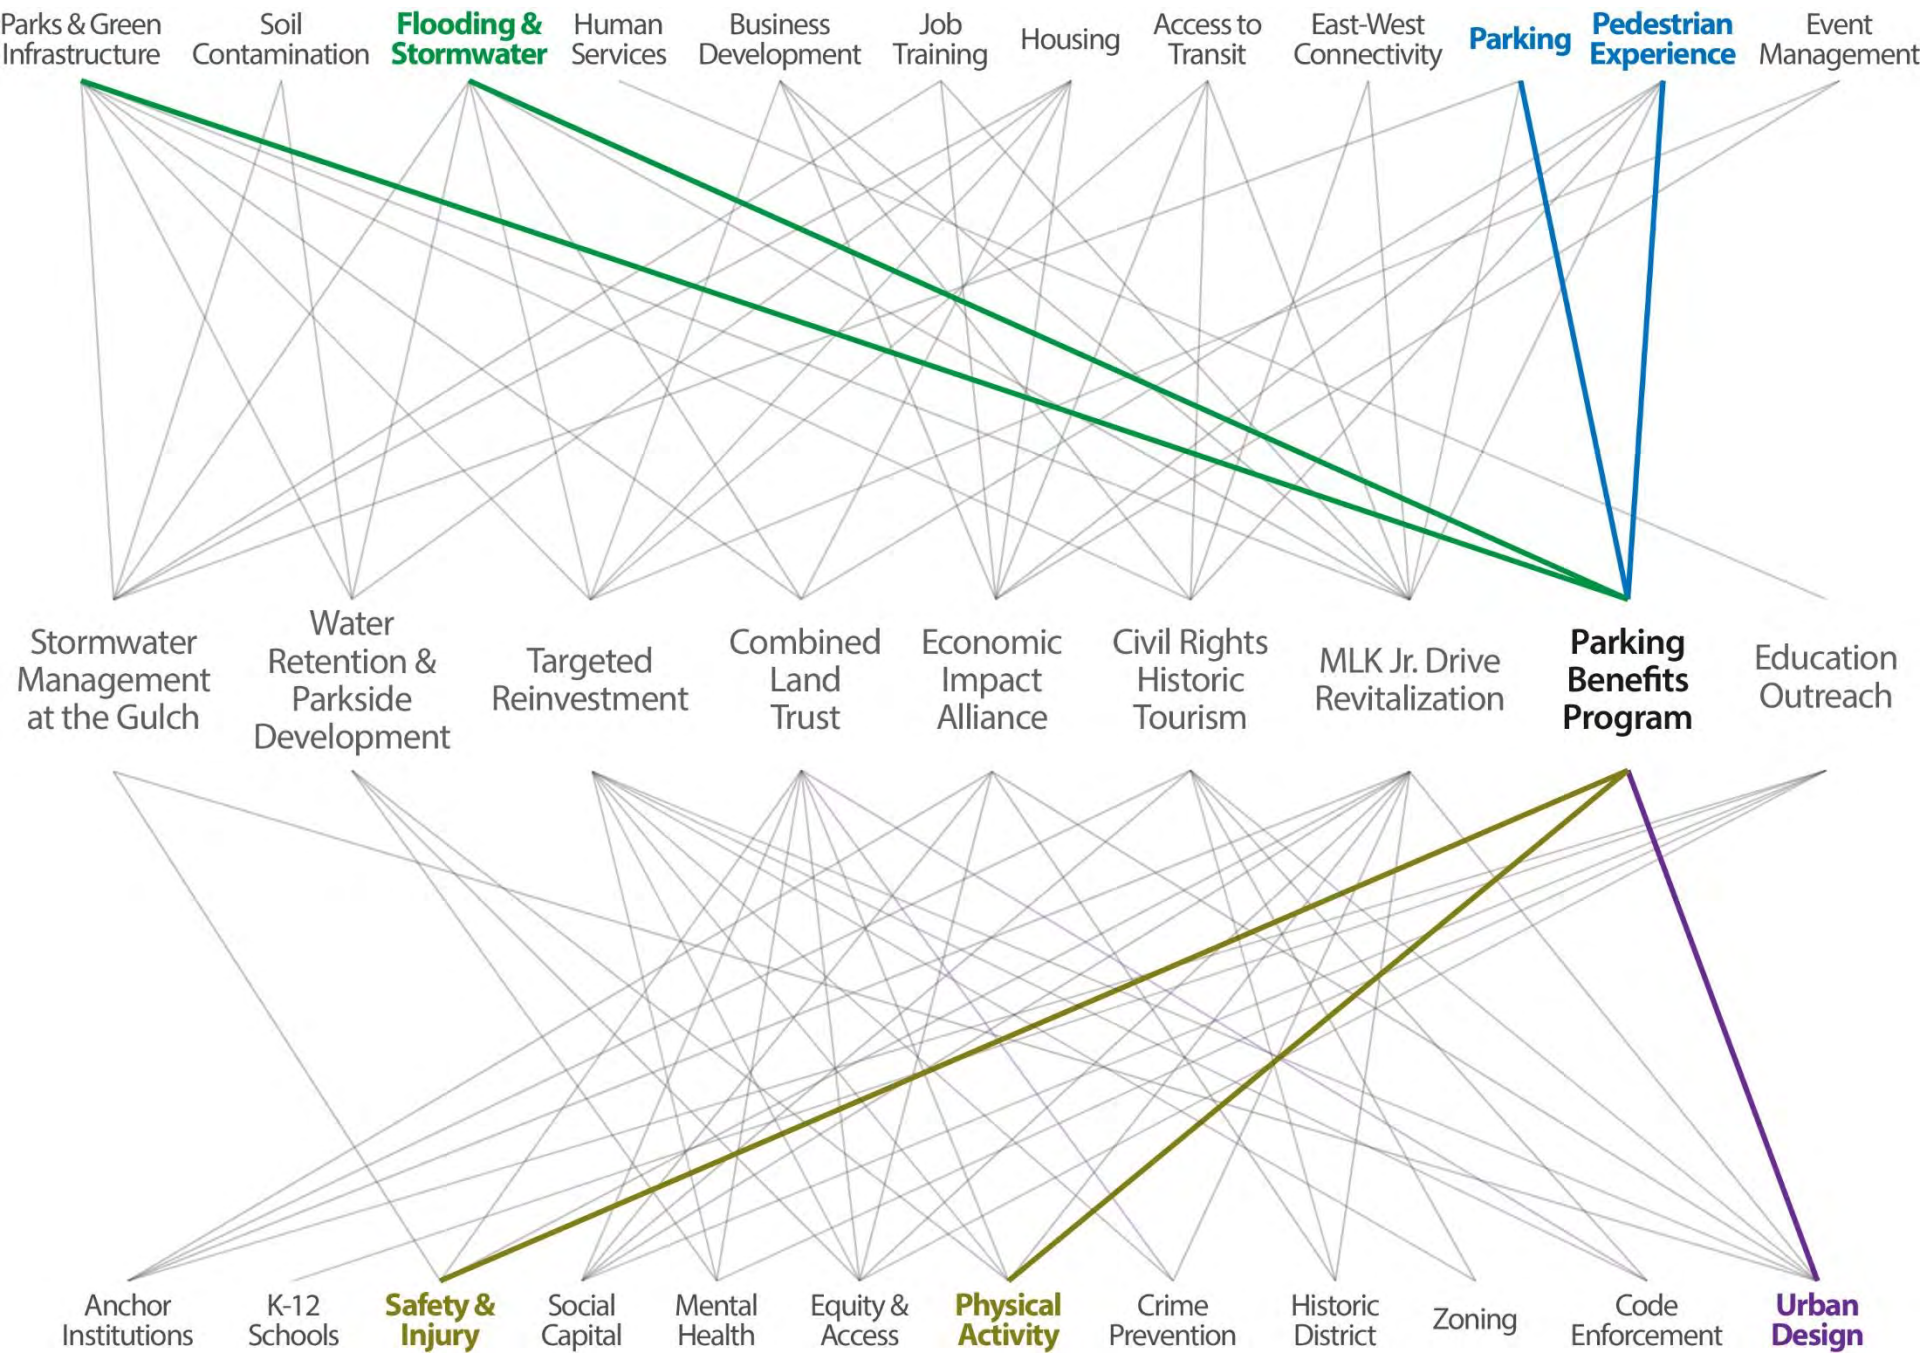 Parks & Green
Infrastructure
Soil
Contamination
Flooding &
Stormwater
Human
Services
Business
Development
Job
Training
Housing
Access to
Transit
East-West
Connectivity
Parking
Pedestrian
Experience
Event
Management
Stormwater
Management
at the Gulch
Water
Retention &
Parkside
Development
Targeted
Reinvestment
Combined
Land
Trust
Economic
Impact
Alliance
Civil Rights
Historic
Tourism
MLK Jr. Drive
Revitalization
Parking
Benefits
Program
Education
Outreach
Anchor
Institutions
K-12
Schools
Safety &
Injury
Social
Capital
Mental
Health
Equity &
Access
Physical
Activity
Crime
Prevention
Historic
District
Zoning
Code
Enforcement
Urban
Design